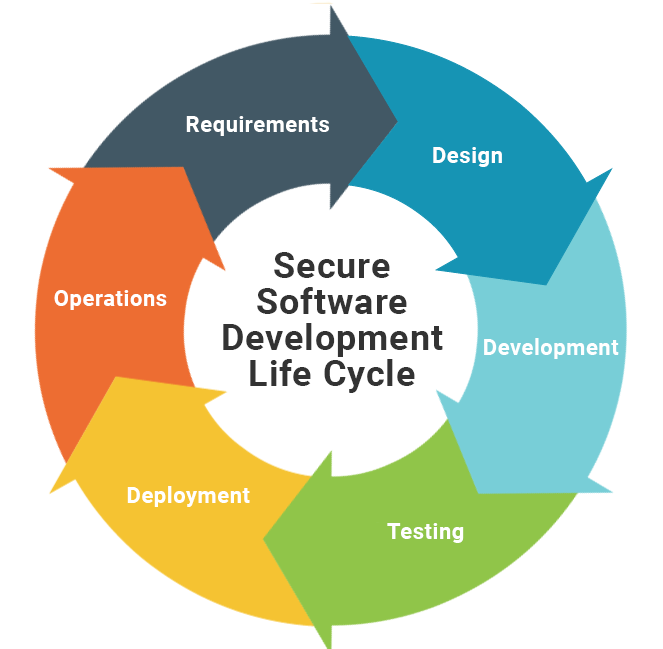 Requirements
Design
Secure
Software
Development
Life Cycle
Operations
Development
Deployment
Testing